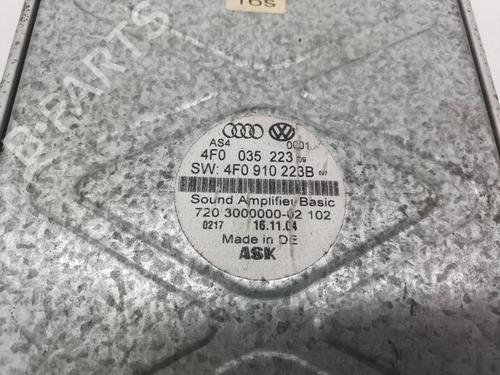 16S
AS4 0001
4F0 035 223
SW: 4F0 910 223B
Sound Amplifier Basic
720 3000000-02 102
0217 16.11.04
Made in DE
ASK
B-PARTS